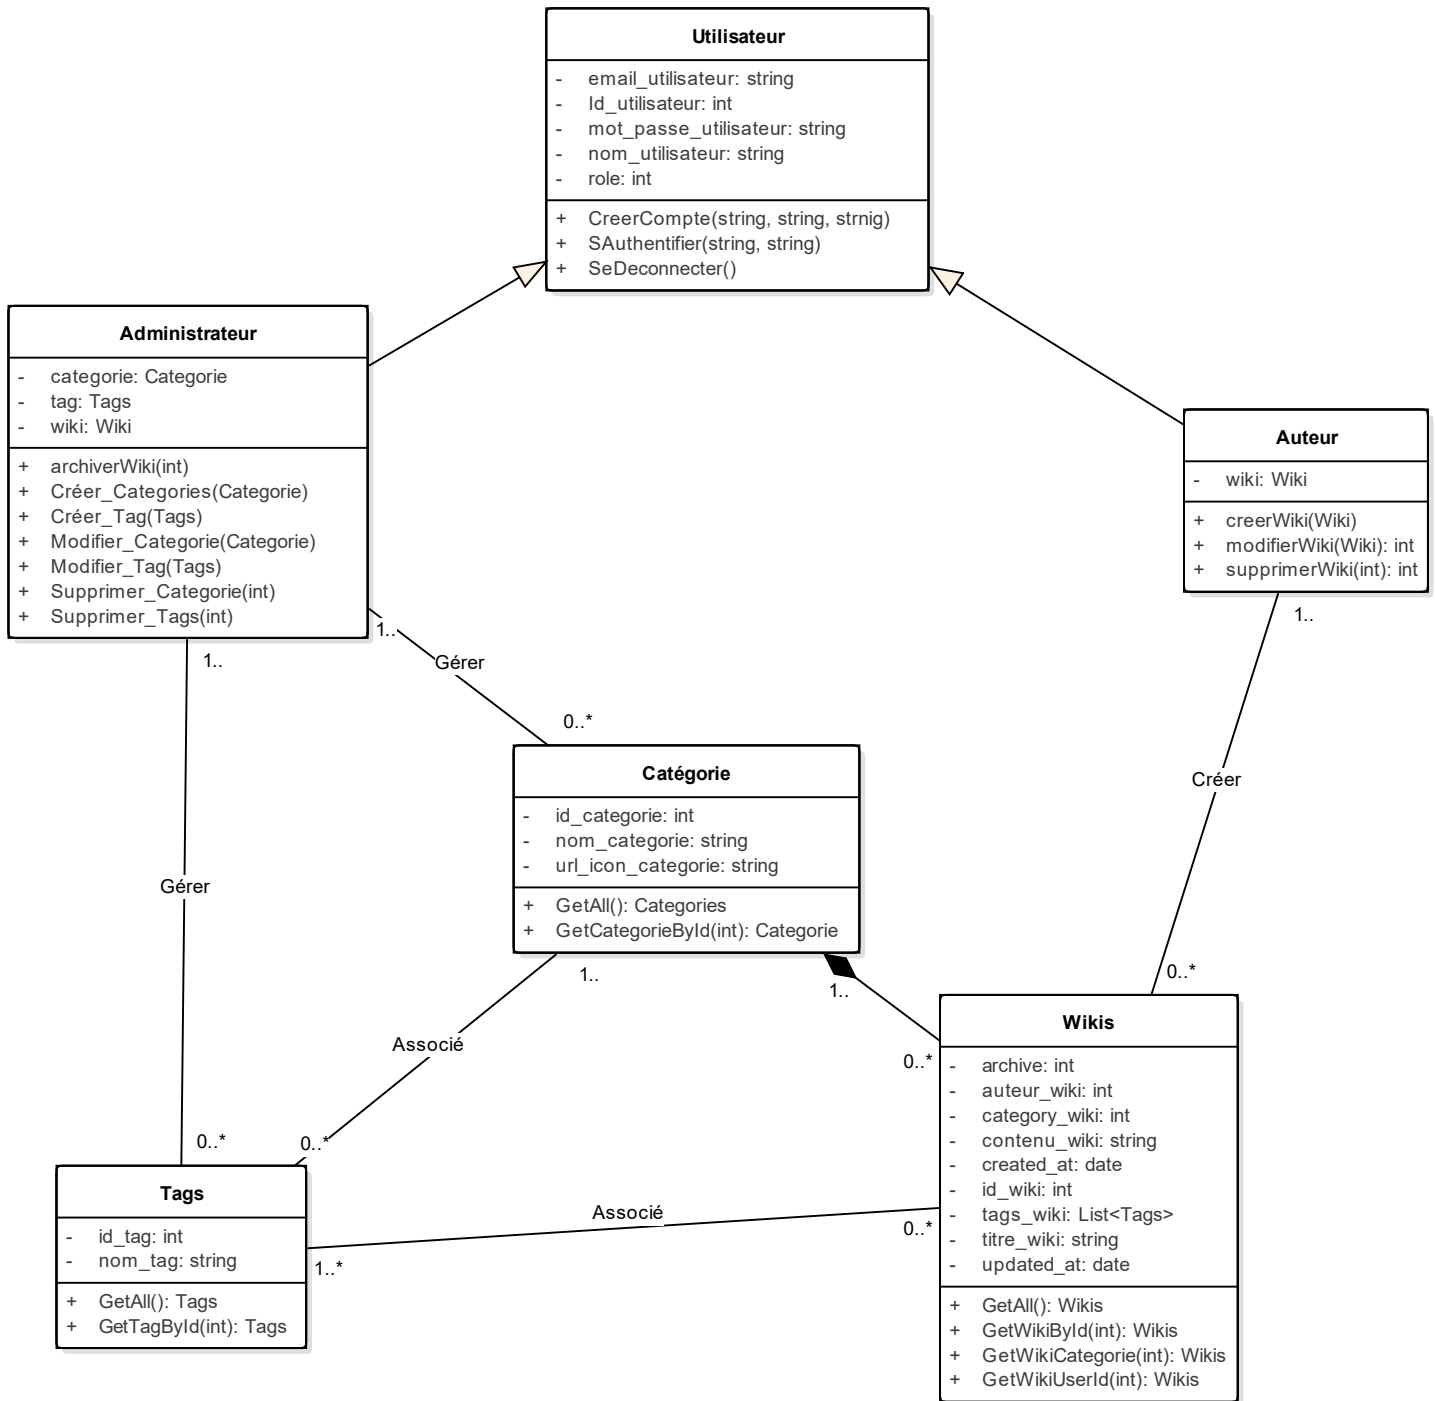 Utilisateur
- email_utilisateur: string
- Id_utilisateur: int
- mot_passe_utilisateur: string
- nom_utilisateur: string
- role: int
+ CreerCompte(string, string, strnig)
+ SAuthentifier(string, string)
+ SeDeconnecter()
Administrateur
- categorie: Categorie
- tag: Tags
- wiki: Wiki
+ archiverWiki(int)
+ Créer_Categories(Categorie)
+ Créer_Tag(Tags)
+ Modifier_Categorie(Categorie)
+ Modifier_Tag(Tags)
+ Supprimer_Categorie(int)
+ Supprimer_Tags(int)
Auteur
- wiki: Wiki
+ creerWiki(Wiki)
+ modifierWiki(Wiki): int
+ supprimerWiki(int): int
1..
1..
1..
Gérer
0..*
Catégorie
- id_categorie: int
- nom_categorie: string
- url_icon_categorie: string
+ GetAll(): Categories
+ GetCategorieById(int): Categorie
Créer
Gérer
1..
1..
0..*
Associé
0..*
Wikis
- archive: int
- auteur_wiki: int
- category_wiki: int
- contenu_wiki: string
- created_at: date
- id_wiki: int
- tags_wiki: List<Tags>
- titre_wiki: string
- updated_at: date
+ GetAll(): Wikis
+ GetWikiById(int): Wikis
+ GetWikiCategorie(int): Wikis
+ GetWikiUserId(int): Wikis
0..*
0..*
Tags
- id_tag: int
- nom_tag: string
+ GetAll(): Tags
+ GetTagById(int): Tags
Associé
0..*
1..*